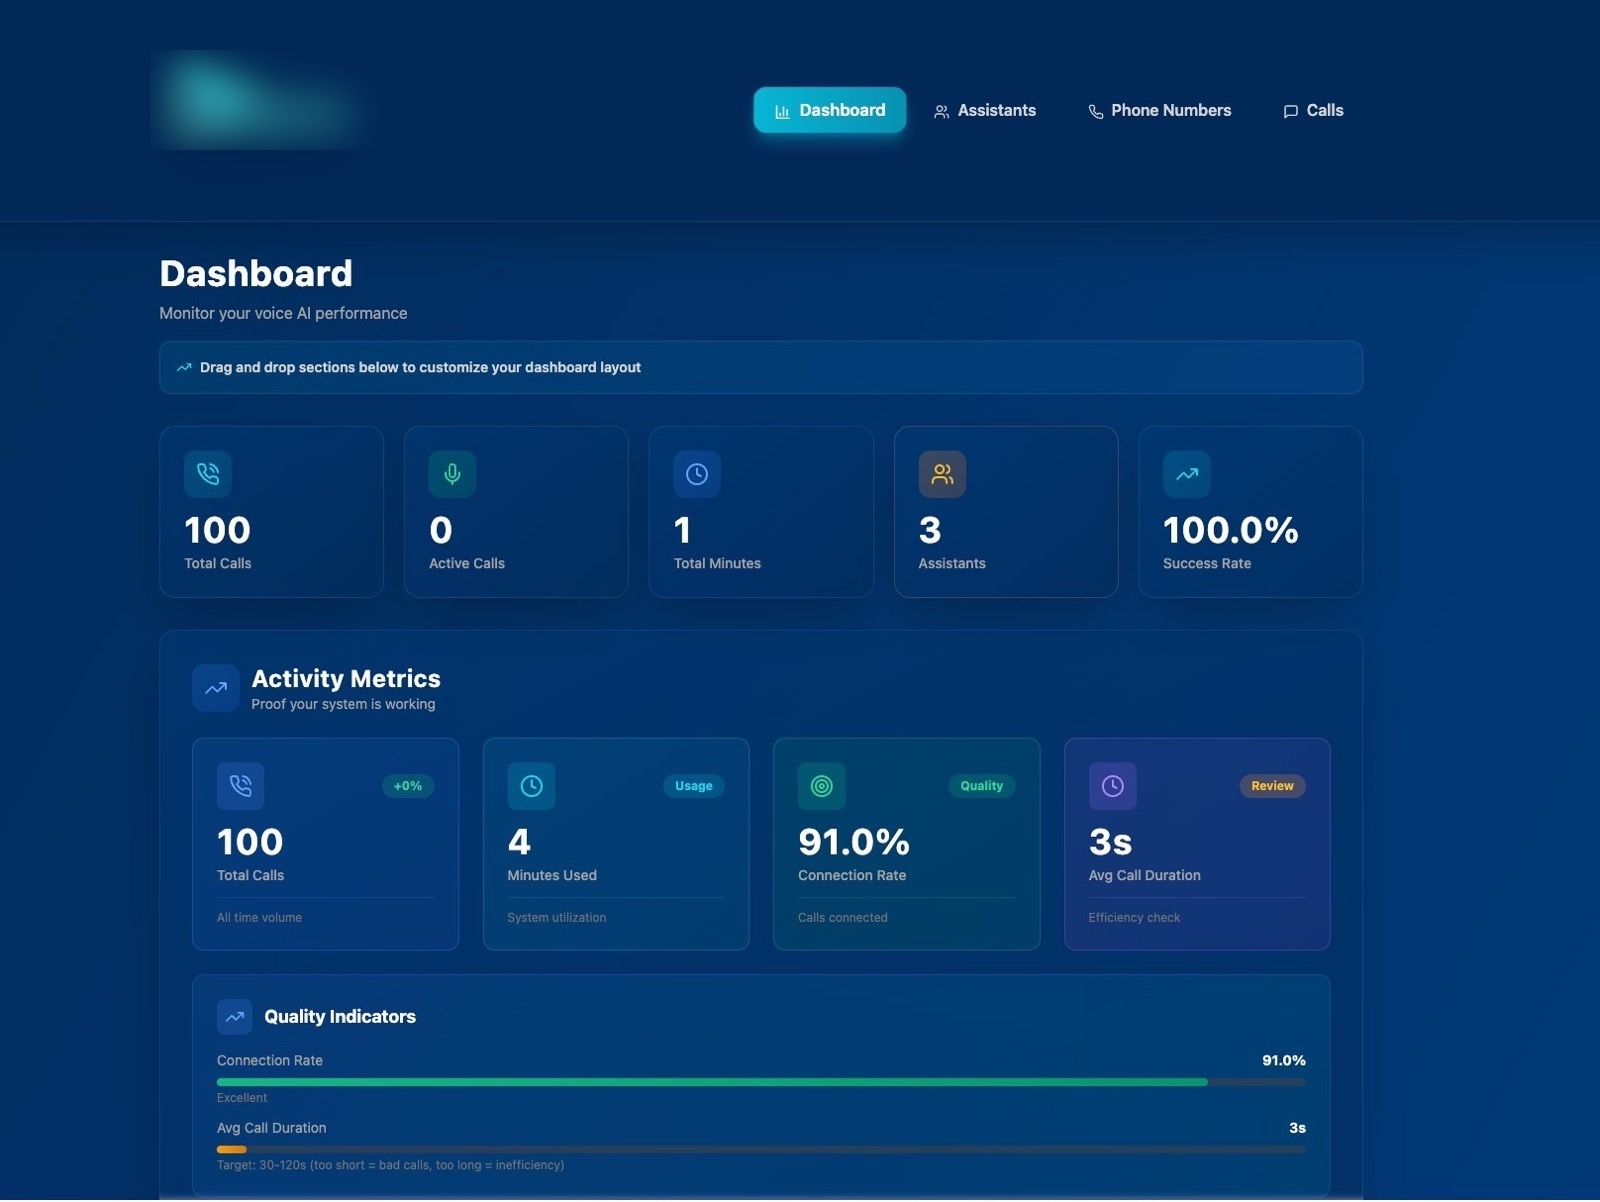 Dashboard
Assistants
Phone Numbers
Calls
Dashboard
Monitor your voice AI performance
Drag and drop sections below to customize your dashboard layout
100
Total Calls
0
Active Calls
1
Total Minutes
3
Assistants
100.0%
Success Rate
Activity Metrics
Proof your system is working
+0%
100
Total Calls
All time volume
Usage
4
Minutes Used
System utilization
Quality
91.0%
Connection Rate
Calls connected
Review
3s
Avg Call Duration
Efficiency check
Quality Indicators
Connection Rate 91.0%
Excellent
Avg Call Duration 3s
Target: 30-120s (too short = bad calls, too long = inefficiency)